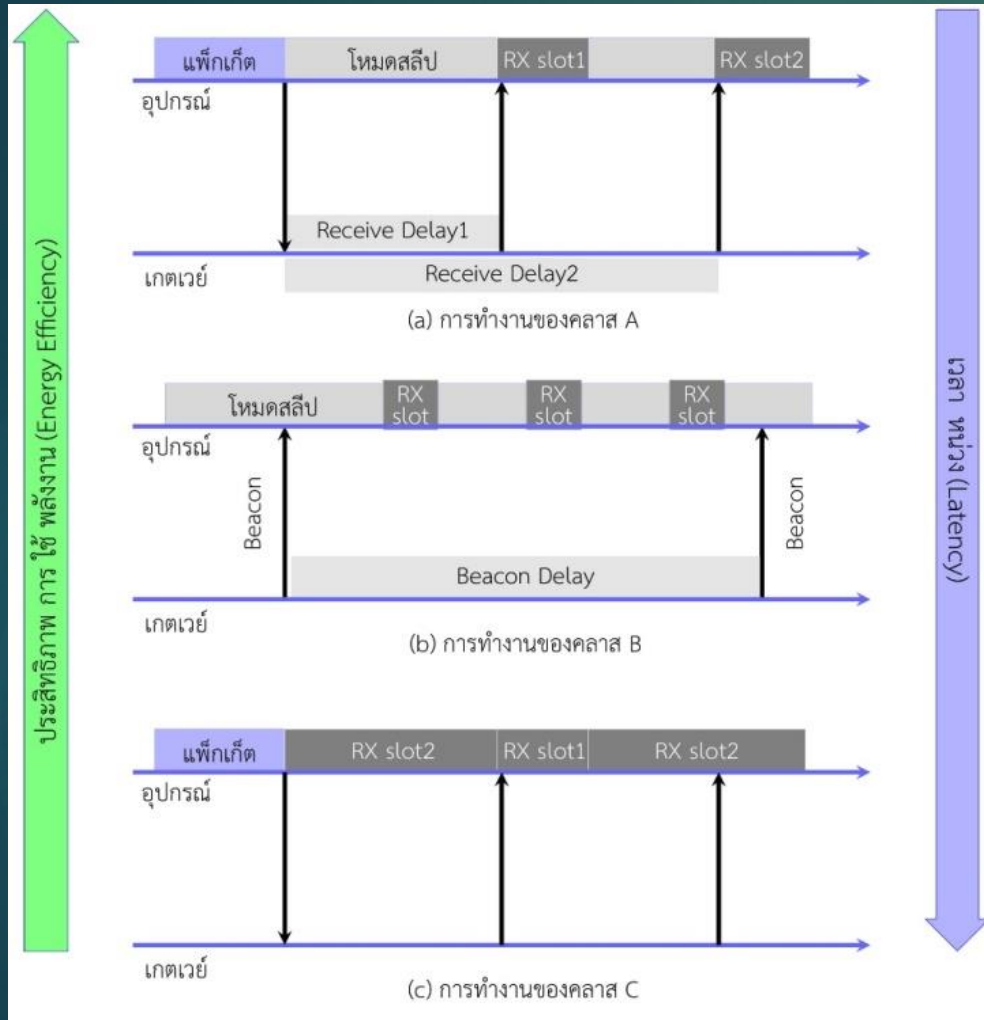 ประสิทธิภาพ การ ใช้ พลังงาน (Energy Efficiency)
แพ็กเก็ต
โหมดสลีป
RX slot1
RX slot2
อุปกรณ์
Receive Delay1
เกตเวย์
Receive Delay2
(a) การทำงานของคลาส A
โหมดสลีป
RX
slot
RX
slot
RX
slot
อุปกรณ์
Beacon
Beacon
Beacon Delay
เกตเวย์
(b) การทำงานของคลาส B
แพ็กเก็ต
RX slot2
RX slot1
RX slot2
อุปกรณ์
เกตเวย์
(c) การทำงานของคลาส C
เวลา หน่วง (Latency)